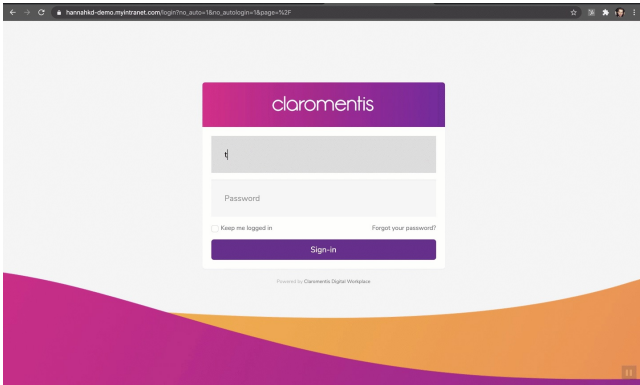 hannahkd-demo.myintranet.com/login?no_auto=1&no_autologin=1&page=%2F
claromentis
t
Password
Keep me logged in Forgot your password?
Sign-in
Powered by Claromentis Digital Workplace